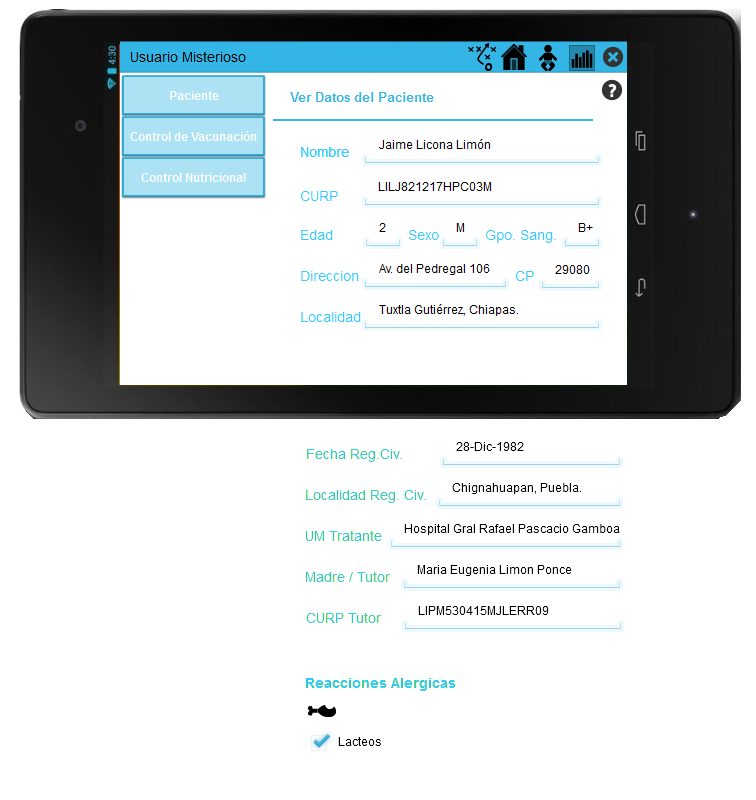 4:30
Usuario Misterioso
Paciente
Control de Vacunación
Control Nutricional
Ver Datos del Paciente
?
Nombre Jaime Licona Limón
CURP LILJ821217HPC03M
Edad 2 Sexo M Gpo. Sang. B+
Direccion Av. del Pedregal 106 CP 29080
Localidad Tuxtla Gutiérrez, Chiapas.
Fecha Reg.Civ. 28-Dic-1982
Localidad Reg. Civ. Chignahuapan, Puebla.
UM Tratante Hospital Gral Rafael Pascacio Gamboa
Madre / Tutor Maria Eugenia Limon Ponce
CURP Tutor LIPM530415MJLERR09
Reacciones Alergicas
Lacteos